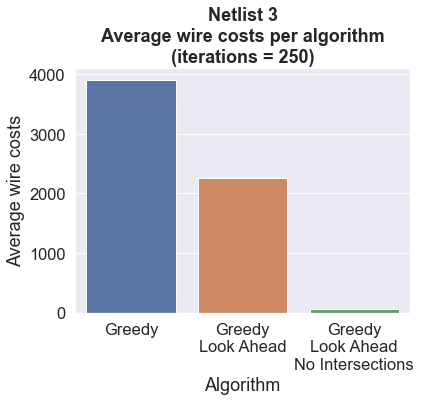 Netlist 3
Average wire costs per algorithm
(iterations = 250)
Average wire costs
4000
3000
2000
1000
0
Greedy
Greedy
Look Ahead
Greedy
Look Ahead
No Intersections
Algorithm